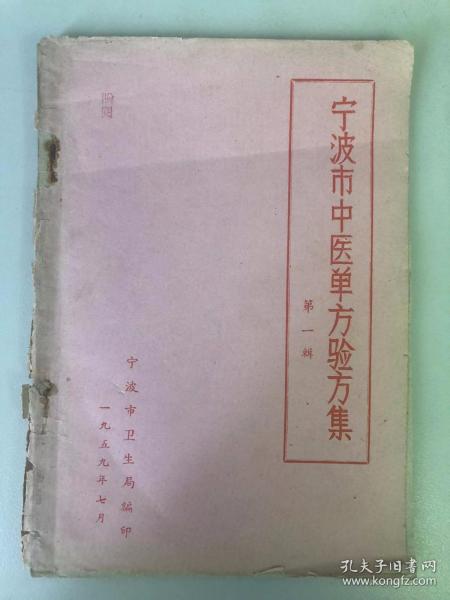 宁波市中医单方验方集
第一辑
宁波市卫生局编印
一九五九年七月
孔夫子旧书网
www.kongfz.com